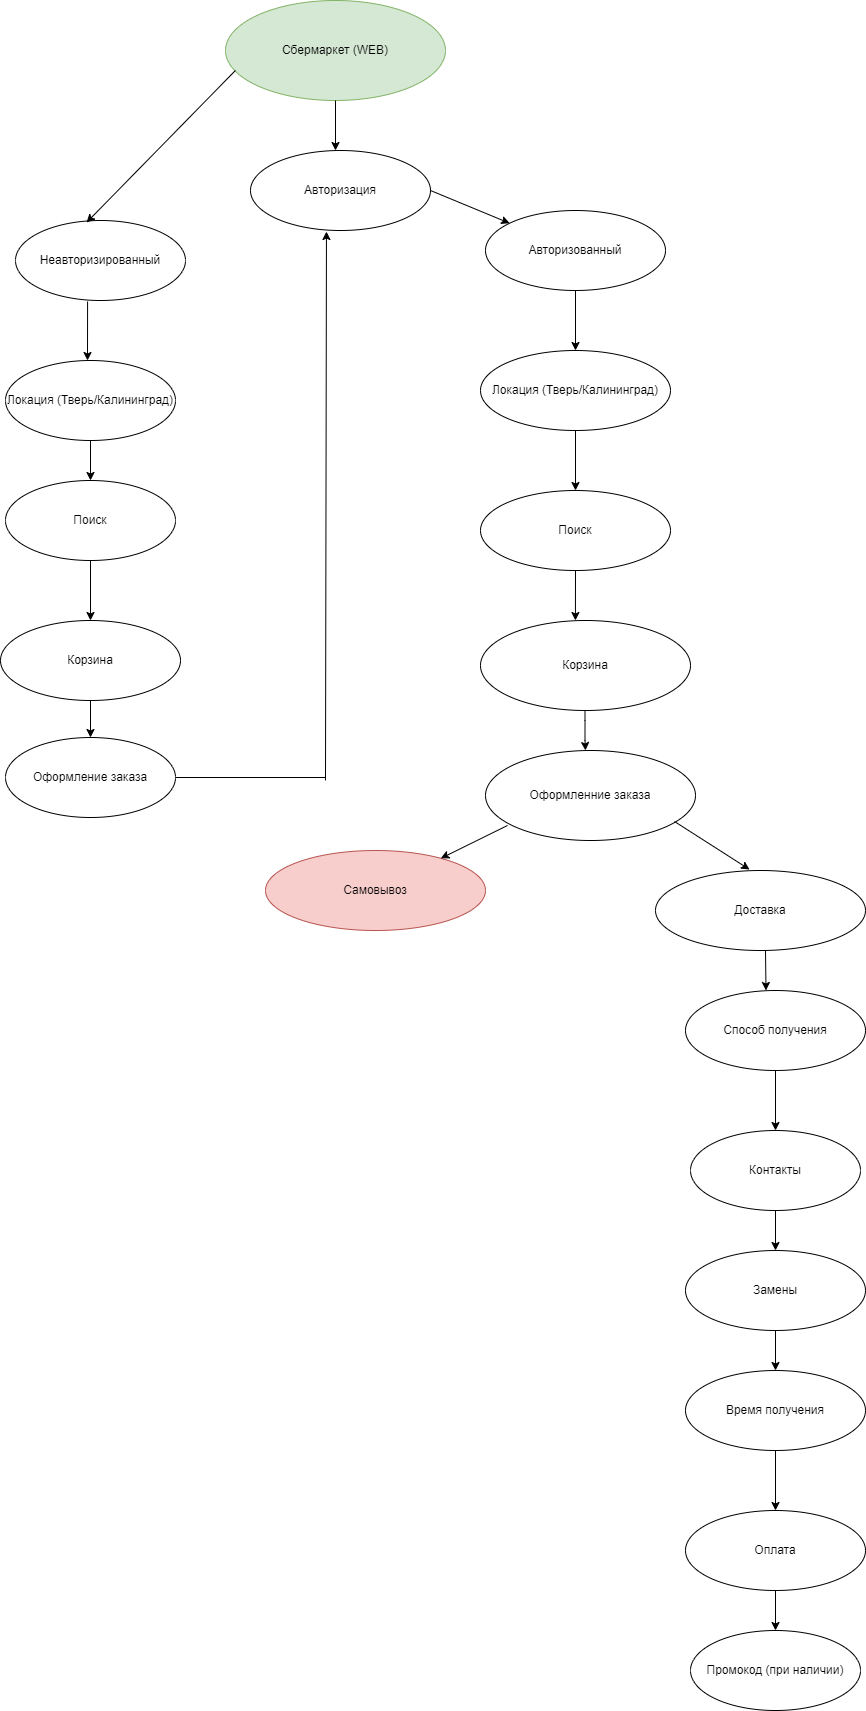 Сбермаркет (WEB)
Авторизация
Неавторизированный
Авторизованный
Локация (Тверь/Калининград)
Локация (Тверь/Калининград)
Поиск
Поиск
Корзина
Корзина
Оформление заказа
Оформленние заказа
Самовывоз
Доставка
Способ получения
Контакты
Замены
Время получения
Оплата
Промокод (при наличии)